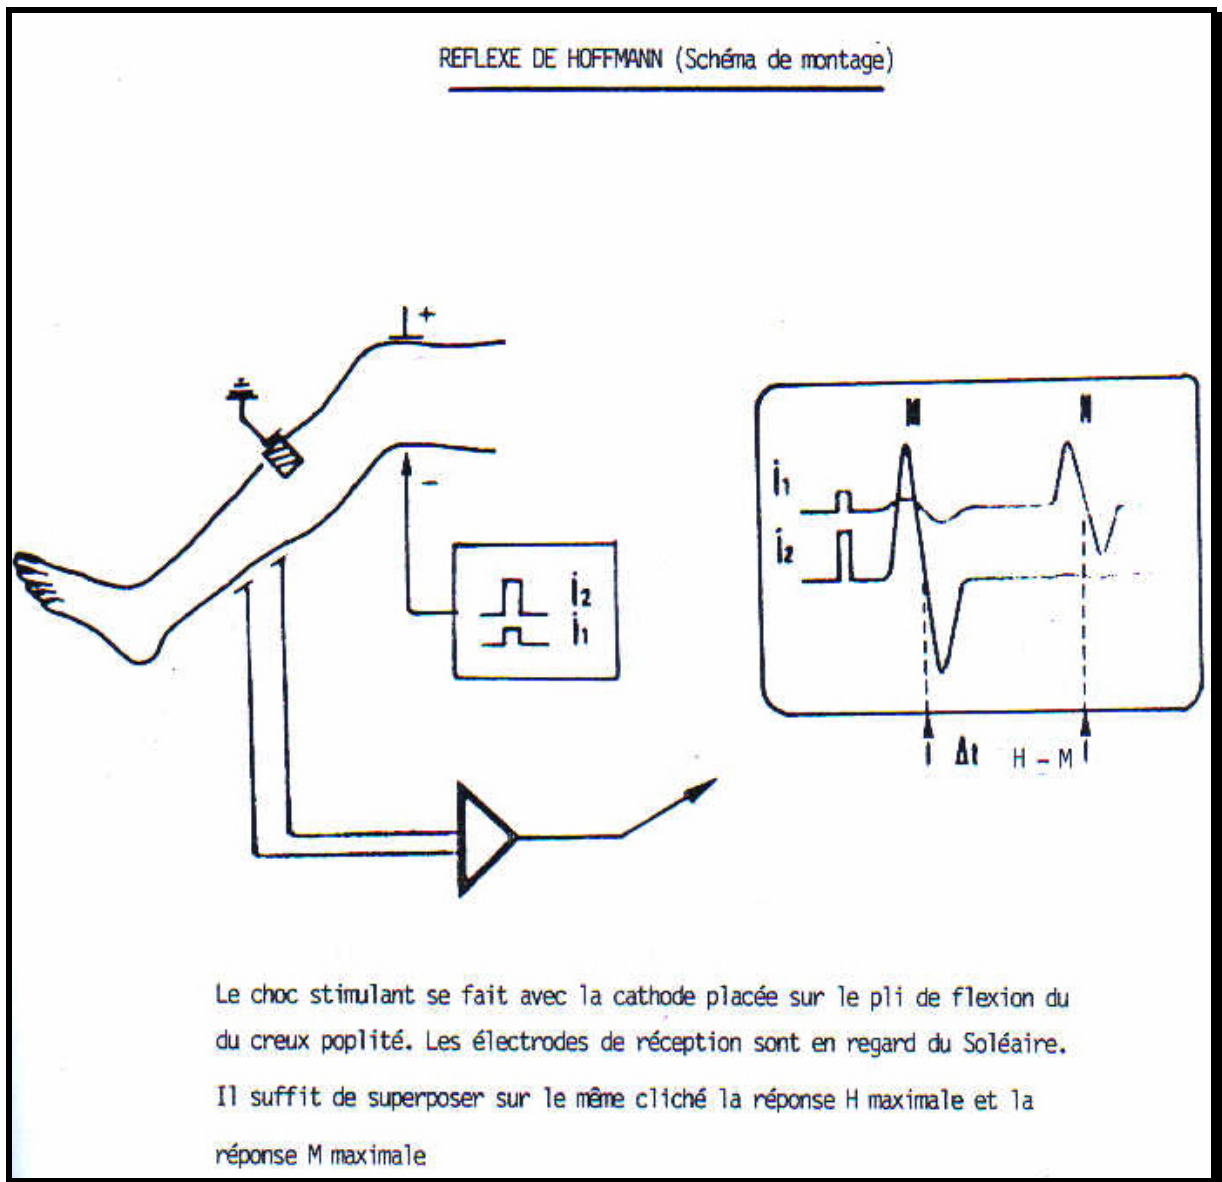 REFLEXE DE HOFFMANN (Schéma de montage)
+
-
i2
i1
M
H
i1
i2
Δt H - M
Le choc stimulant se fait avec la cathode placée sur le pli de flexion du
du creux poplité. Les électrodes de réception sont en regard du Soléaire.
Il suffit de superposer sur le même cliché la réponse H maximale et la
réponse M maximale